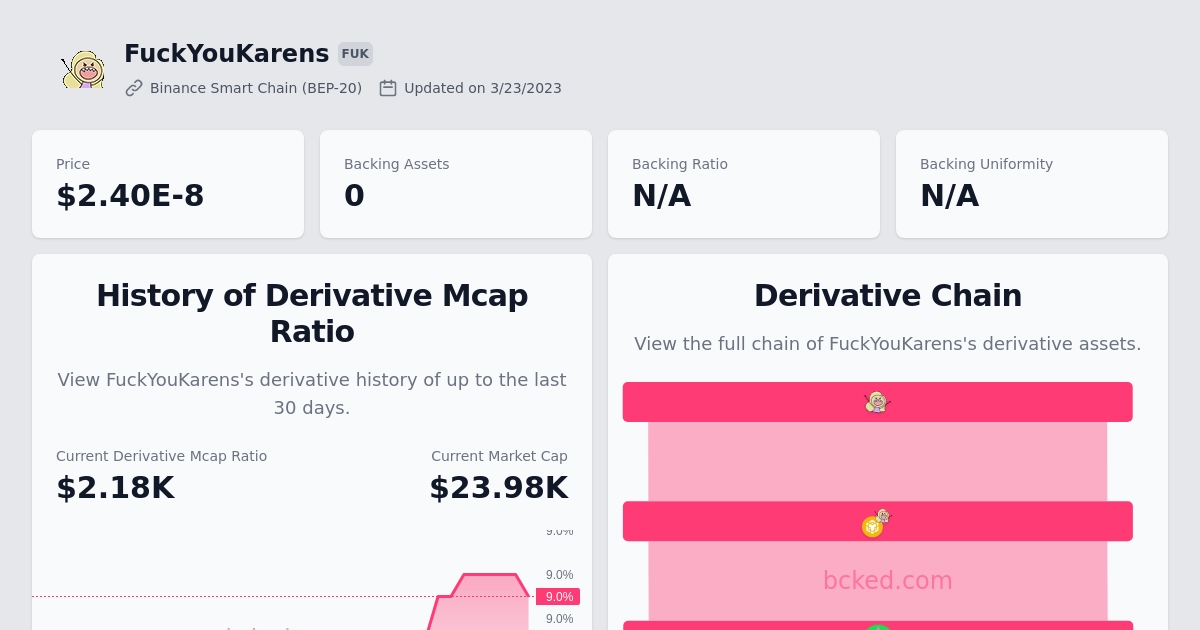 FuckYouKarens FUK
Binance Smart Chain (BEP-20) Updated on 3/23/2023
Price
$2.40E-8
Backing Assets
0
Backing Ratio
N/A
Backing Uniformity
N/A
History of Derivative Mcap
Ratio
View FuckYouKarens's derivative history of up to the last
30 days.
Current Derivative Mcap Ratio
$2.18K
Current Market Cap
$23.98K
9.0%
9.0%
9.0%
9.0%
Derivative Chain
View the full chain of FuckYouKarens's derivative assets.
bcked.com